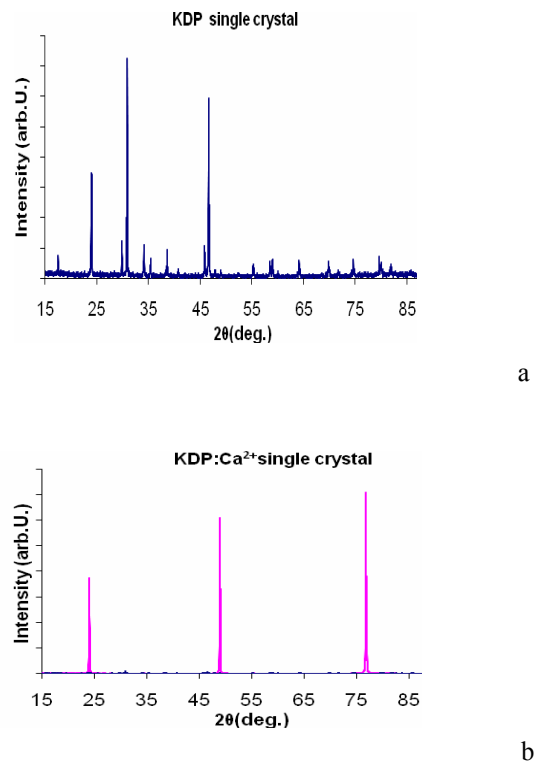 KDP single crystal
Intensity (arb.U.)
15 25 35 45 55 65 75 85
2θ(deg.)
a
KDP:Ca²⁺single crystal
Intensity (arb.U.)
15 25 35 45 55 65 75 85
2θ(deg.)
b